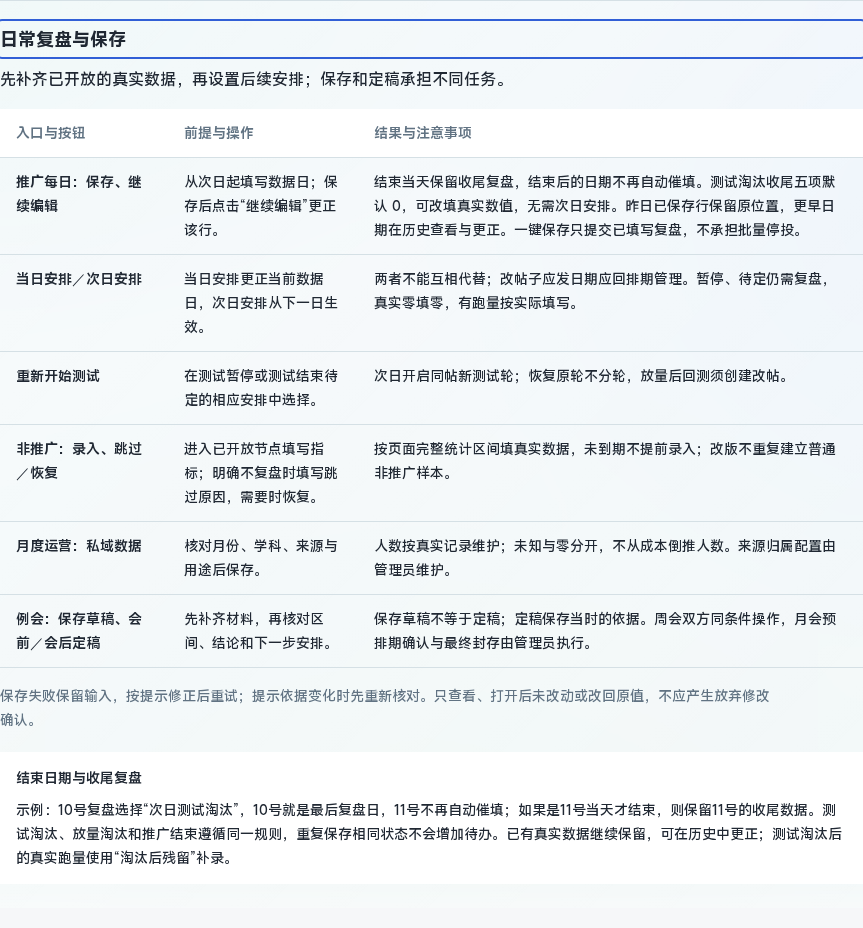 日常复盘与保存
先补齐已开放的真实数据，再设置后续安排；保存和定稿承担不同任务。
入口与按钮
前提与操作
结果与注意事项
推广每日：保存、继
续编辑
从次日起填写数据日；保
存后点击“继续编辑”更正
该行。
结束当天保留收尾复盘，结束后的日期不再自动催填。测试淘汰收尾五项默
认 0，可改填真实数值，无需次日安排。昨日已保存行保留原位置，更早日
期在历史查看与更正。一键保存只提交已填写复盘，不承担批量停投。
当日安排／次日安排
当日安排更正当前数据
日，次日安排从下一日生
效。
两者不能互相代替；改帖子应发日期应回排期管理。暂停、待定仍需复盘，
真实零填零，有跑量按实际填写。
重新开始测试
在测试暂停或测试结束待
定的相应安排中选择。
次日开启同帖新测试轮；恢复原轮不分轮，放量后回测须创建改帖。
非推广：录入、跳过
／恢复
进入已开放节点填写指
标；明确不复盘时填写跳
过原因，需要时恢复。
按页面完整统计区间填真实数据，未到期不提前录入；改版不重复建立普通
非推广样本。
月度运营：私域数据
核对月份、学科、来源与
用途后保存。
人数按真实记录维护；未知与零分开，不从成本倒推人数。来源归属配置由
管理员维护。
例会：保存草稿、会
前／会后定稿
先补齐材料，再核对区
间、结论和下一步安排。
保存草稿不等于定稿；定稿保存当时的依据。周会双方同条件操作，月会预
排期确认与最终封存由管理员执行。
保存失败保留输入，按提示修正后重试；提示依据变化时先重新核对。只查看、打开后未改动或改回原值，不应产生放弃修改
确认。
结束日期与收尾复盘
示例：10号复盘选择“次日测试淘汰”，10号就是最后复盘日，11号不再自动催填；如果是11号当天才结束，则保留11号的收尾数据。测
试淘汰、放量淘汰和推广结束遵循同一规则，重复保存相同状态不会增加待办。已有真实数据继续保留，可在历史中更正；测试淘汰后
的真实跑量使用“淘汰后残留”补录。